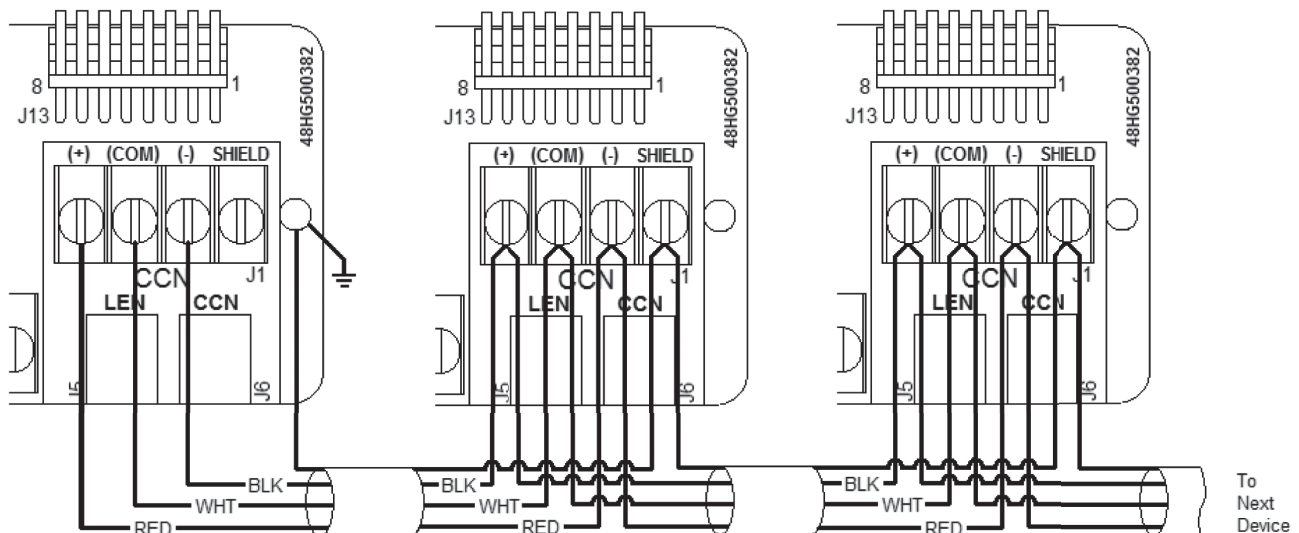 8 1
J13
48HG500382
(+) (COM) (-) SHIELD
J1
CCN
LEN CCN
J5 J6
BLK
WHT
RED
8 1
J13
48HG500382
(+) (COM) (-) SHIELD
J1
CCN
LEN CCN
J5 J6
BLK
WHT
RED
8 1
J13
48HG500382
(+) (COM) (-) SHIELD
J1
CCN
LEN CCN
J5 J6
BLK
WHT
RED
To
Next
Device